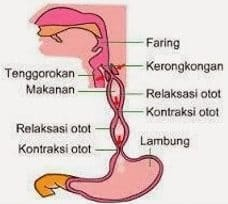 Faring
Kerongkongan
Tenggorokan
Makanan
Relaksasi otot
Kontraksi otot
Relaksasi otot
Kontraksi otot
Lambung